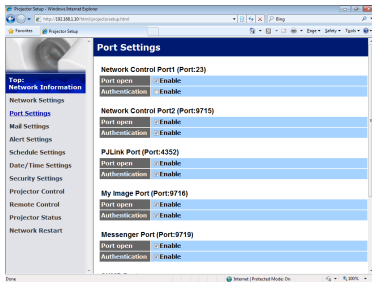 Projector Setup - Windows Internet Explorer
http://192.168.1.10/html/projectorsetup.html
Bing
Favorites
Projector Setup
Page
Safety
Tools
Port Settings
Top:
Network Information
Network Settings
Port Settings
Mail Settings
Alert Settings
Schedule Settings
Date/Time Settings
Security Settings
Projector Control
Remote Control
Projector Status
Network Restart
Network Control Port1 (Port:23)
Port open Enable
Authentication Enable
Network Control Port2 (Port:9715)
Port open Enable
Authentication Enable
PJLink Port (Port:4352)
Port open Enable
Authentication Enable
My Image Port (Port:9716)
Port open Enable
Authentication Enable
Messenger Port (Port:9719)
Port open Enable
Authentication Enable
Done
Internet | Protected Mode: On
100%